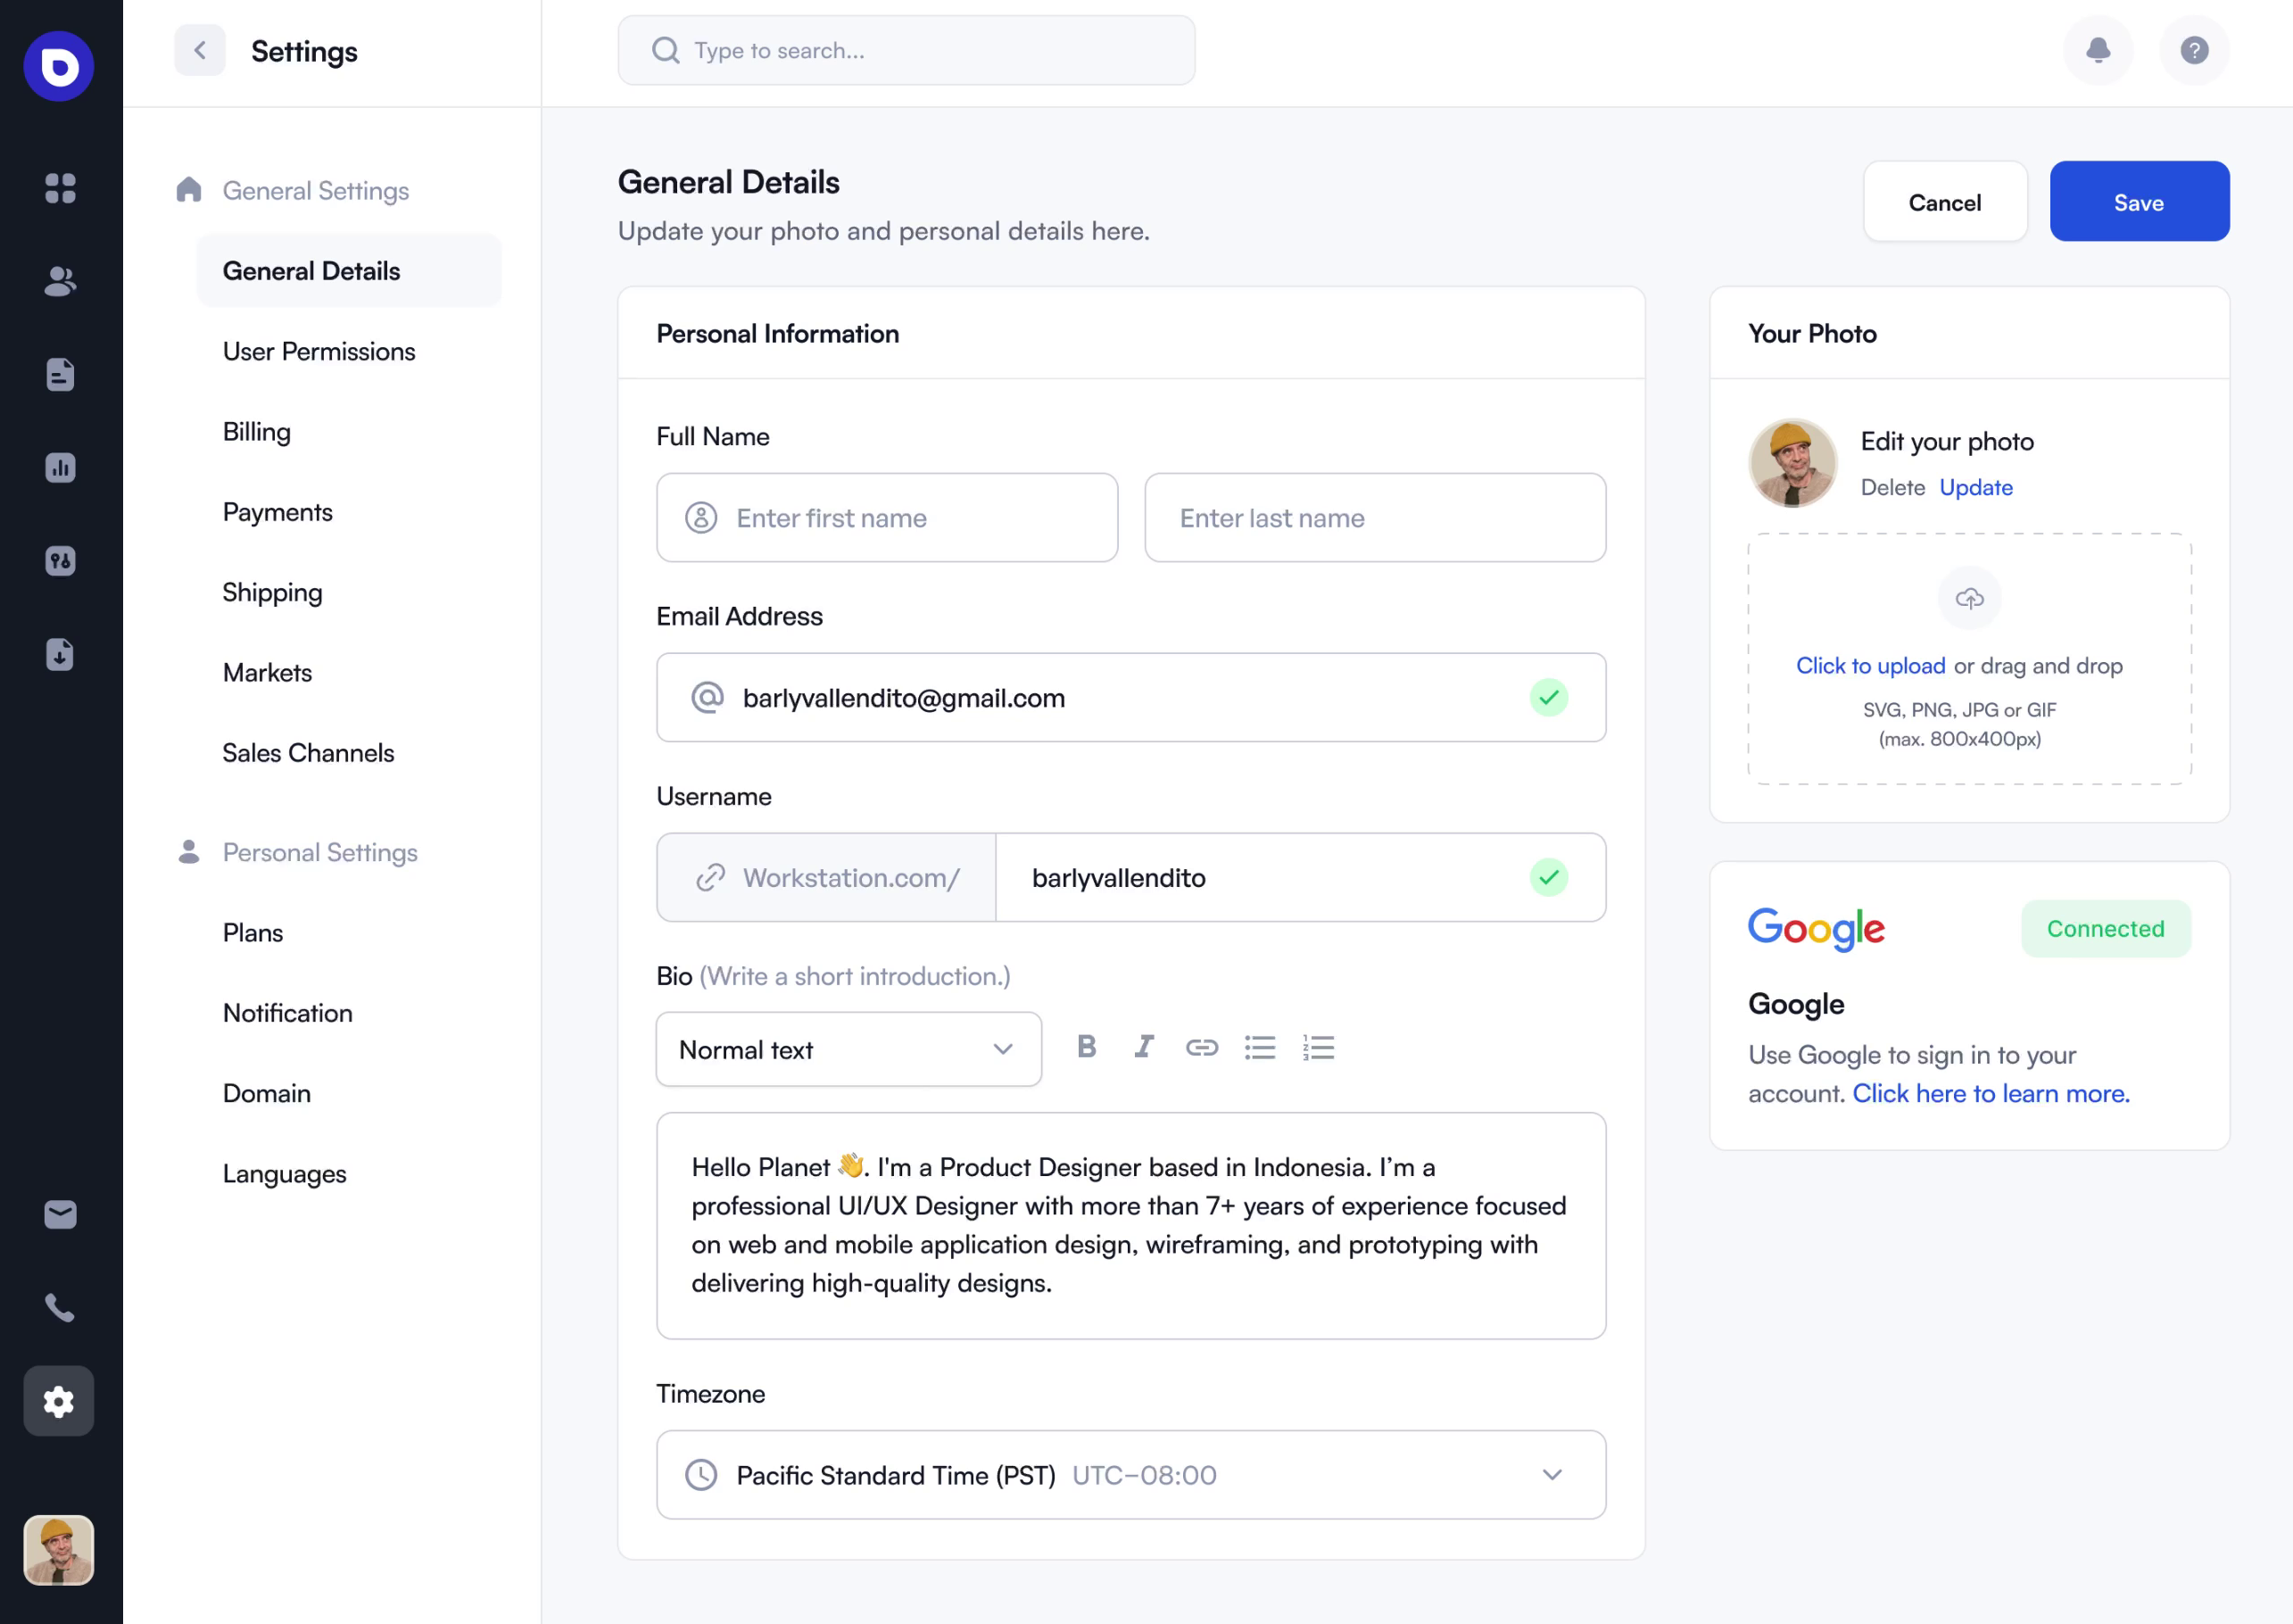 Settings
Type to search...
General Settings
General Details
User Permissions
Billing
Payments
Shipping
Markets
Sales Channels
Personal Settings
Plans
Notification
Domain
Languages
General Details
Update your photo and personal details here.
Cancel
Save
Personal Information
Full Name
Enter first name
Enter last name
Email Address
barlyvallendito@gmail.com
Username
Workstation.com/
barlyvallendito
Bio (Write a short introduction.)
Normal text
Hello Planet 👋. I'm a Product Designer based in Indonesia. I’m a
professional UI/UX Designer with more than 7+ years of experience focused
on web and mobile application design, wireframing, and prototyping with
delivering high-quality designs.
Timezone
Pacific Standard Time (PST) UTC−08:00
Your Photo
Edit your photo
Delete Update
Click to upload or drag and drop
SVG, PNG, JPG or GIF
(max. 800x400px)
Google
Connected
Google
Use Google to sign in to your
account. Click here to learn more.